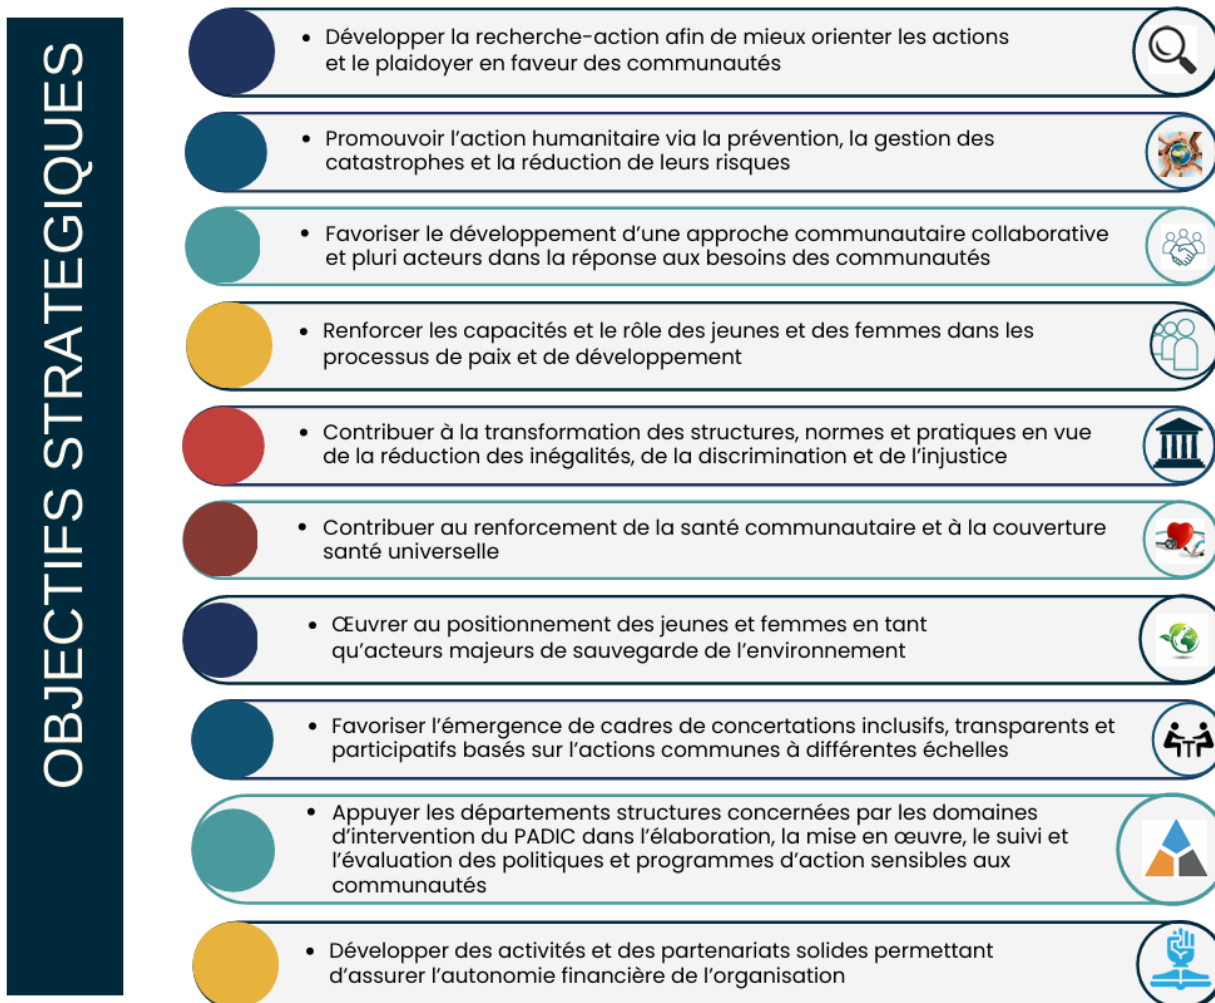 OBJECTIFS STRATEGIQUES
• Développer la recherche-action afin de mieux orienter les actions
et le plaidoyer en faveur des communautés
• Promouvoir l'action humanitaire via la prévention, la gestion des
catastrophes et la réduction de leurs risques
• Favoriser le développement d'une approche communautaire collaborative
et pluri acteurs dans la réponse aux besoins des communautés
• Renforcer les capacités et le rôle des jeunes et des femmes dans les
processus de paix et de développement
• Contribuer à la transformation des structures, normes et pratiques en vue
de la réduction des inégalités, de la discrimination et de l'injustice
• Contribuer au renforcement de la santé communautaire et à la couverture
santé universelle
• Œuvrer au positionnement des jeunes et femmes en tant
qu'acteurs majeurs de sauvegarde de l'environnement
• Favoriser l'émergence de cadres de concertations inclusifs, transparents et
participatifs basés sur l'actions communes à différentes échelles
• Appuyer les départements structures concernées par les domaines
d'intervention du PADIC dans l'élaboration, la mise en œuvre, le suivi et
l'évaluation des politiques et programmes d'action sensibles aux
communautés
• Développer des activités et des partenariats solides permettant
d'assurer l'autonomie financière de l'organisation